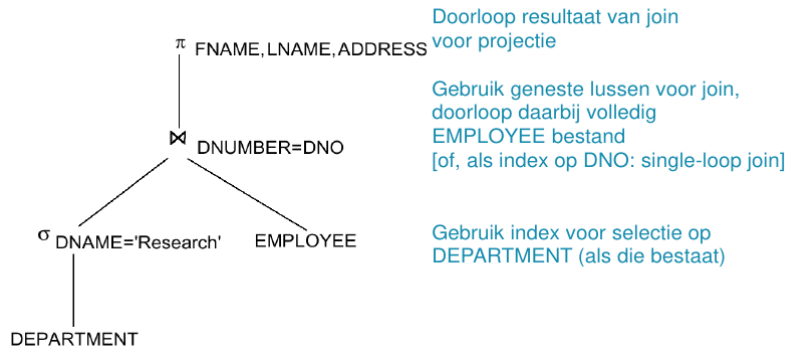 π FNAME,LNAME,ADDRESS
Doorloop resultaat van join
voor projectie
⋈ DNUMBER=DNO
Gebruik geneste lussen voor join,
doorloop daarbij volledig
EMPLOYEE bestand
[of, als index op DNO: single-loop join]
σ DNAME='Research'
EMPLOYEE
Gebruik index voor selectie op
DEPARTMENT (als die bestaat)
DEPARTMENT